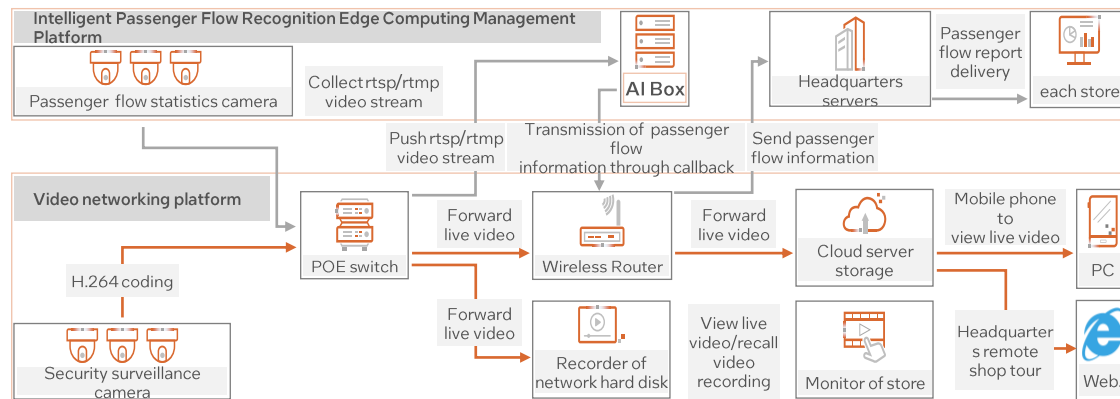 Intelligent Passenger Flow Recognition Edge Computing Management
Platform
Passenger flow statistics camera
Collect rtsp/rtmp
video stream
AI Box
Headquarters
servers
Passenger
flow report
delivery
each store
Push rtsp/rtmp
video stream
Transmission of passenger
flow
information through callback
Send passenger
flow information
Video networking platform
POE switch
Forward
live video
Wireless Router
Forward
live video
Cloud server
storage
Mobile phone
to
view live video
PC
H.264 coding
Forward
live video
Security surveillance
camera
Recorder of
network hard disk
View live
video/recall
video
recording
Monitor of store
Headquarter
s remote
shop tour
Web.